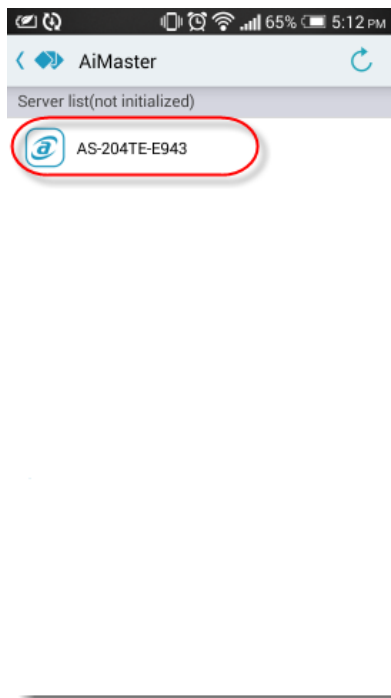 65% 5:12 PM
AiMaster
Server list(not initialized)
AS-204TE-E943